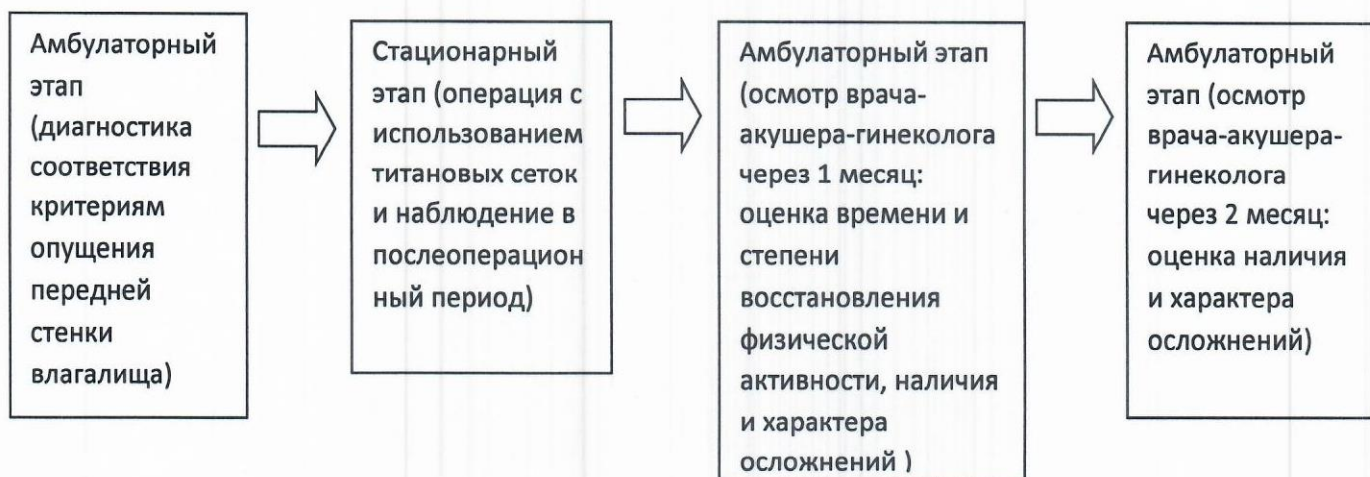 Амбулаторный
этап
(диагностика
соответствия
критериям
опущения
передней
стенки
влагалища)
Стационарный
этап (операция с
использованием
титановых сеток
и наблюдение в
послеоперацион
ный период)
Амбулаторный этап
(осмотр врача-
акушера-гинеколога
через 1 месяц:
оценка времени и
степени
восстановления
физической
активности, наличия
и характера
осложнений )
Амбулаторный
этап (осмотр
врача-акушера-
гинеколога
через 2 месяц:
оценка наличия
и характера
осложнений)